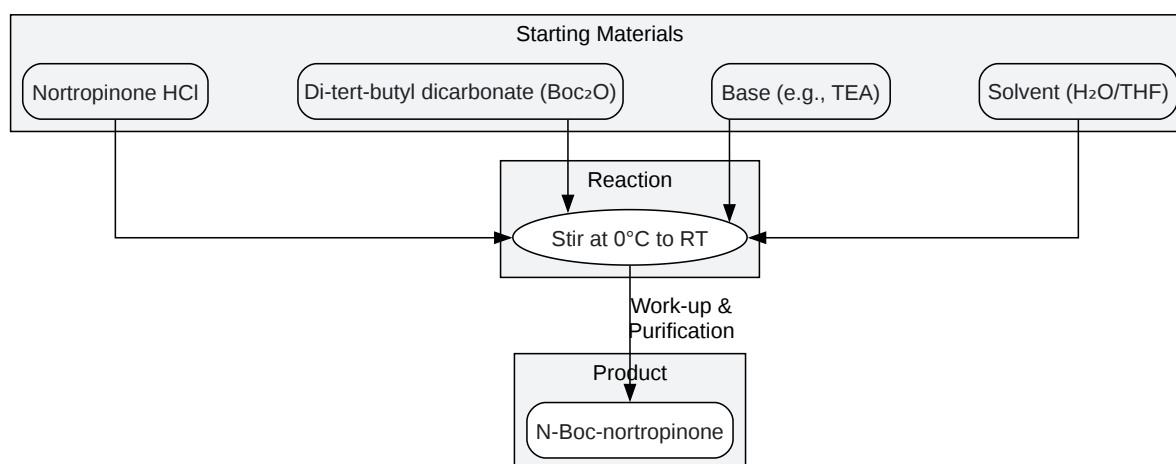 Starting Materials
Nortropinone HCl
Di-tert-butyl dicarbonate (Boc₂O)
Base (e.g., TEA)
Solvent (H₂O/THF)
Reaction
Stir at 0°C to RT
Work-up &
Purification
Product
N-Boc-nortropinone